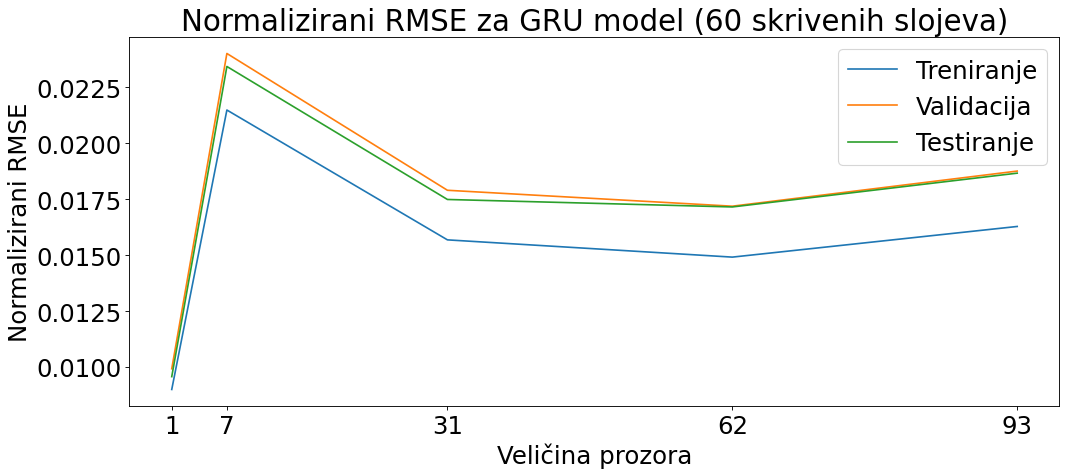 Normalizirani RMSE za GRU model (60 skrivenih slojeva)
Treniranje
Validacija
Testiranje
Normalizirani RMSE
0.0225
0.0200
0.0175
0.0150
0.0125
0.0100
1 7 31 62 93
Veličina prozora